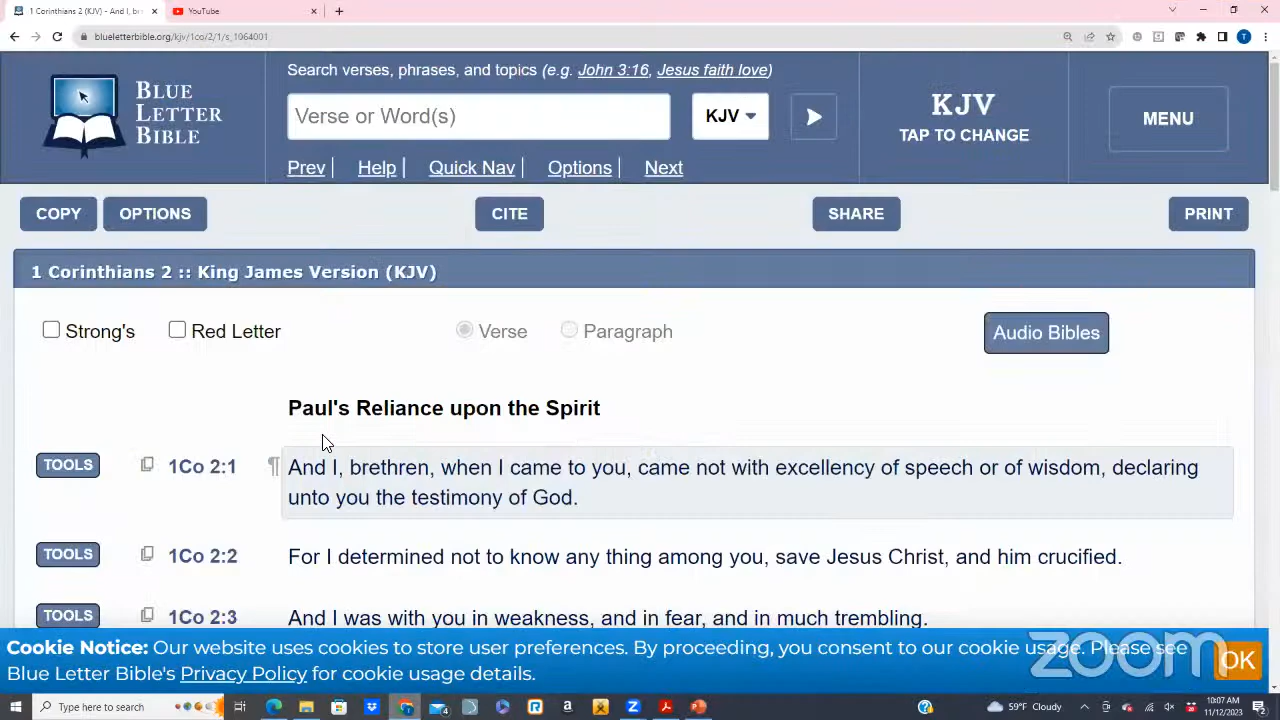 1 Corinthians 2 (KJV) - And I, br
YouTube
blueletterbible.org/kjv/1co/2/1/s_1064001
T
BLUE
LETTER
BIBLE
Search verses, phrases, and topics (e.g. John 3:16, Jesus faith love)
Verse or Word(s)
KJV
Prev | Help | Quick Nav | Options | Next
KJV
TAP TO CHANGE
MENU
COPY OPTIONS CITE SHARE PRINT
1 Corinthians 2 :: King James Version (KJV)
Strong's Red Letter Verse Paragraph Audio Bibles
Paul's Reliance upon the Spirit
TOOLS 1Co 2:1 ¶ And I, brethren, when I came to you, came not with excellency of speech or of wisdom, declaring
unto you the testimony of God.
TOOLS 1Co 2:2 For I determined not to know any thing among you, save Jesus Christ, and him crucified.
TOOLS 1Co 2:3 And I was with you in weakness, and in fear, and in much trembling.
Cookie Notice: Our website uses cookies to store user preferences. By proceeding, you consent to our cookie usage. Please see
Blue Letter Bible's Privacy Policy for cookie usage details.
OK
zoom
Type here to search
59°F Cloudy
10:07 AM
11/12/2023